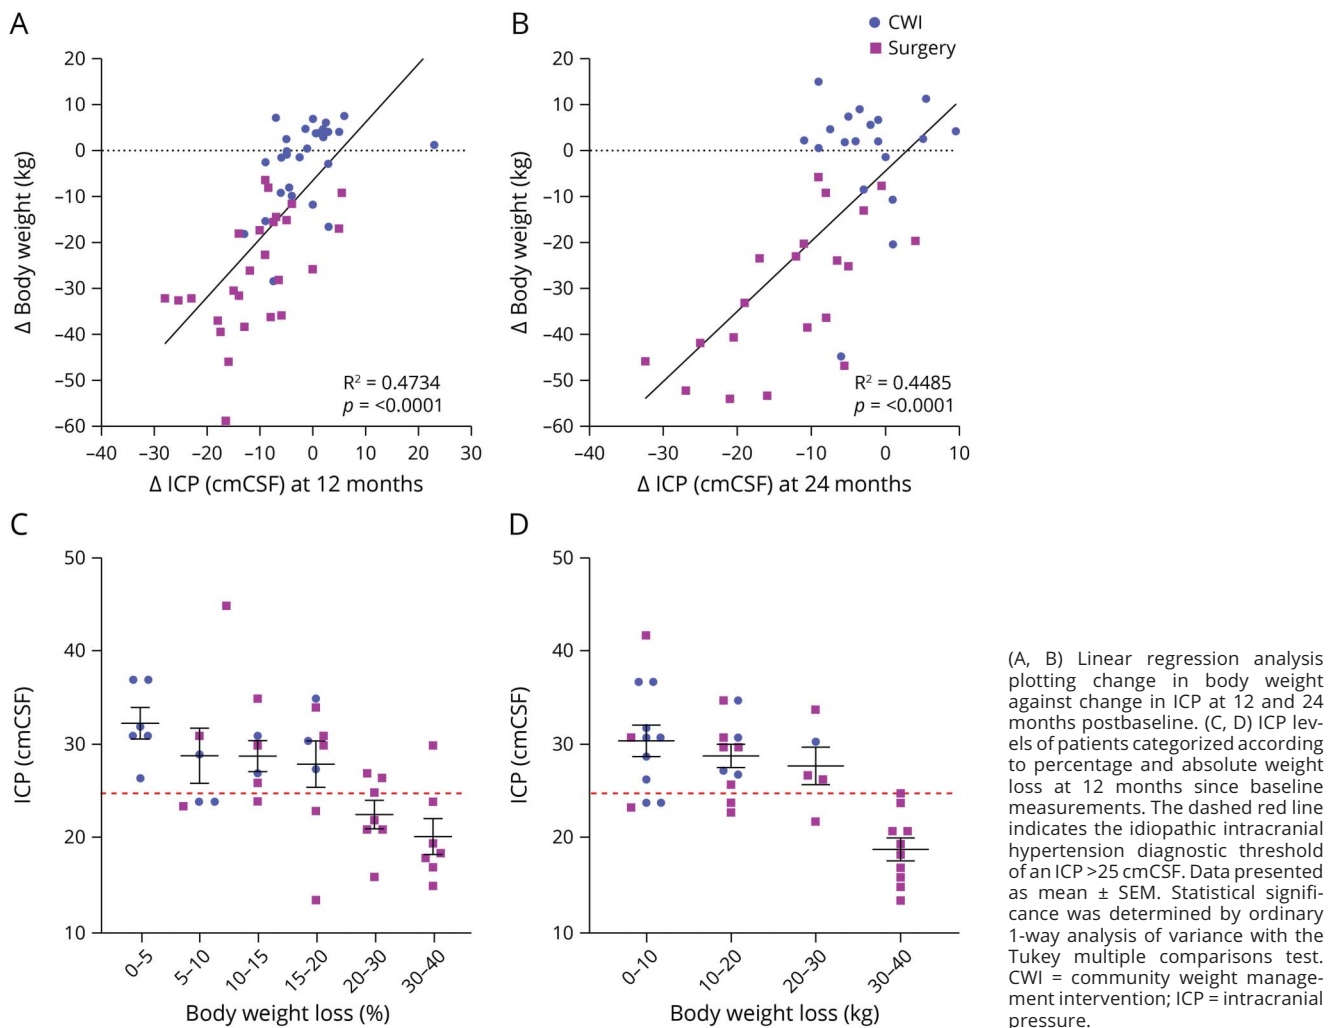 A
20
10
0
−10
−20
−30
−40
−50
−60
Δ Body weight (kg)
−40
−30
−20
−10
0
10
20
30
Δ ICP (cmCSF) at 12 months
R² = 0.4734
p = <0.0001
B
CWI
Surgery
20
10
0
−10
−20
−30
−40
−50
−60
Δ Body weight (kg)
−40
−30
−20
−10
0
10
Δ ICP (cmCSF) at 24 months
R² = 0.4485
p = <0.0001
C
50
40
30
20
10
ICP (cmCSF)
0–5
5–10
10–15
15–20
20–30
30–40
Body weight loss (%)
D
50
40
30
20
10
ICP (cmCSF)
0–10
10–20
20–30
30–40
Body weight loss (kg)
(A, B) Linear regression analysis
plotting change in body weight
against change in ICP at 12 and 24
months postbaseline. (C, D) ICP lev-
els of patients categorized according
to percentage and absolute weight
loss at 12 months since baseline
measurements. The dashed red line
indicates the idiopathic intracranial
hypertension diagnostic threshold
of an ICP >25 cmCSF. Data presented
as mean ± SEM. Statistical signifi-
cance was determined by ordinary
1-way analysis of variance with the
Tukey multiple comparisons test.
CWI = community weight manage-
ment intervention; ICP = intracranial
pressure.